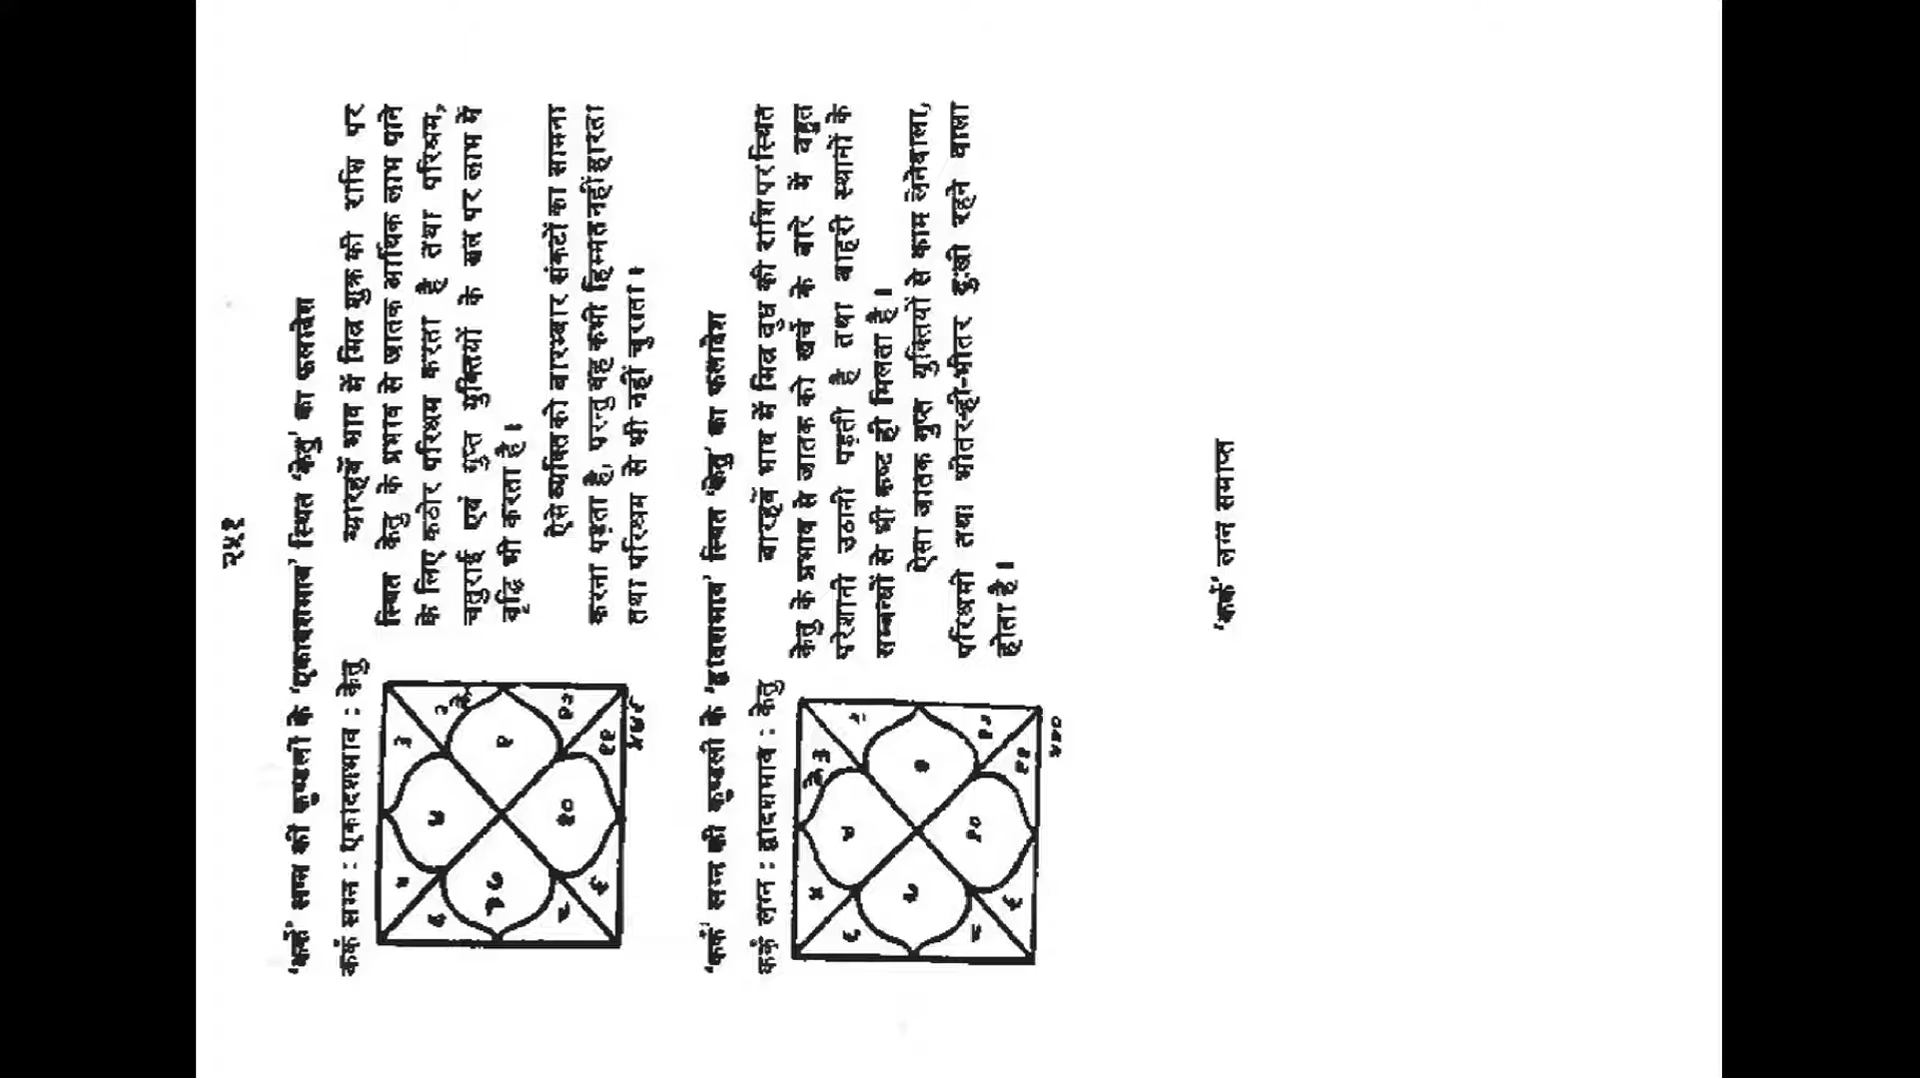 २५१
'कर्क' लग्न की कुण्डली के 'एकादशभाव' स्थित 'केतु' का फलादेश
कर्क लग्न : एकादशभाव : केतु
ग्यारहवें भाव में मित्र शुक्र की राशि पर
स्थित केतु के प्रभाव से जातक आर्थिक लाभ पाने
के लिए कठोर परिश्रम करता है तथा परिश्रम,
चतुराई एवं गुप्त युक्तियों के बल पर लाभ में
वृद्धि भी करता है।
ऐसे व्यक्ति को बारम्बार संकटों का सामना
करना पड़ता है, परन्तु वह कभी हिम्मत नहीं हारता
तथा परिश्रम से भी नहीं चुराता।
'कर्क' लग्न की कुण्डली के 'द्वादशभाव' स्थित 'केतु' का फलादेश
कर्क लग्न : द्वादशभाव : केतु
बारहवें भाव में मित्र बुध की राशि पर स्थित
केतु के प्रभाव से जातक को खर्च के बारे में बहुत
परेशानी उठानी पड़ती है तथा बाहरी स्थानों के
सम्बन्धों से भी कष्ट ही मिलता है।
ऐसा जातक गुप्त युक्तियों से काम लेनेवाला,
परिश्रमी तथा भीतर-ही-भीतर दुःखी रहने वाला
होता है।
५४०
'कर्क' लग्न समाप्त